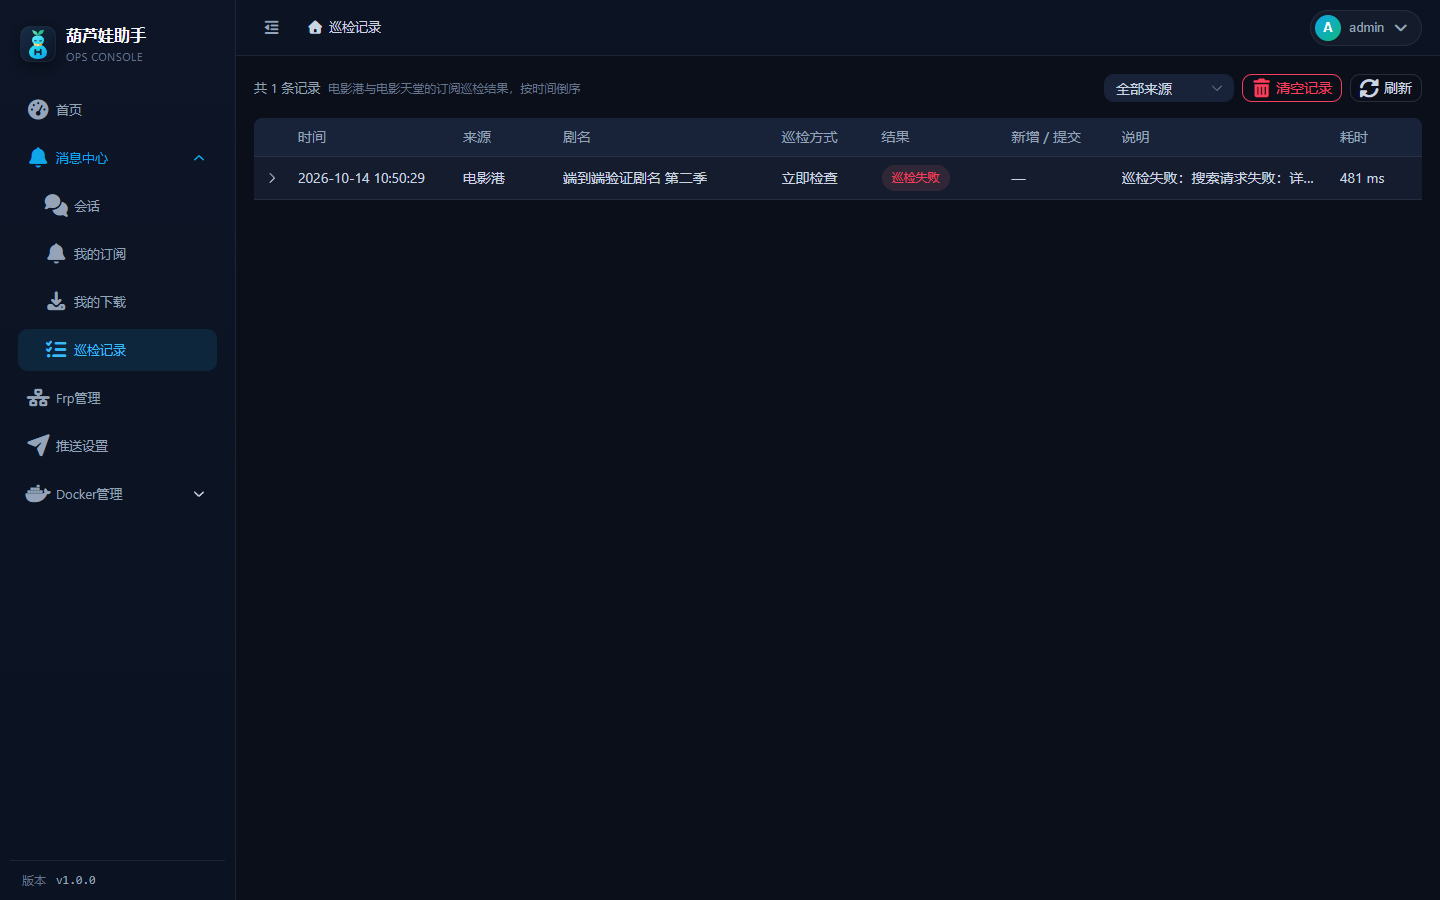 葫芦娃助手
OPS CONSOLE
首页
消息中心
会话
我的订阅
我的下载
巡检记录
Frp管理
推送设置
Docker管理
版本 v1.0.0
巡检记录
A admin
共 1 条记录 电影港与电影天堂的订阅巡检结果，按时间倒序
全部来源 清空记录 刷新
时间 来源 剧名 巡检方式 结果 新增 / 提交 说明 耗时
2026-10-14 10:50:29 电影港 端到端验证剧名 第二季 立即检查 巡检失败 — 巡检失败：搜索请求失败：详... 481 ms